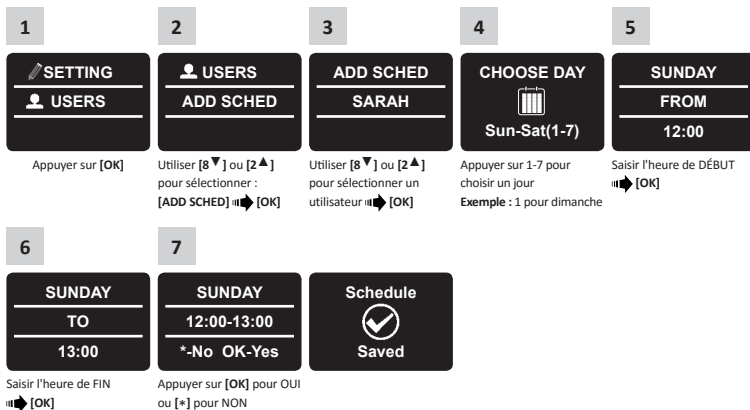 1
SETTING
USERS
Appuyer sur [OK]
2
USERS
ADD SCHED
Utiliser [8▼] ou [2▲]
pour sélectionner :
[ADD SCHED] [OK]
3
ADD SCHED
SARAH
Utiliser [8▼] ou [2▲]
pour sélectionner un
utilisateur [OK]
4
CHOOSE DAY
Sun-Sat(1-7)
Appuyer sur 1-7 pour
choisir un jour
Exemple : 1 pour dimanche
5
SUNDAY
FROM
12:00
Saisir l'heure de DÉBUT
[OK]
6
SUNDAY
TO
13:00
Saisir l'heure de FIN
[OK]
7
SUNDAY
12:00-13:00
*-No OK-Yes
Appuyer sur [OK] pour OUI
ou [*] pour NON
Schedule
Saved